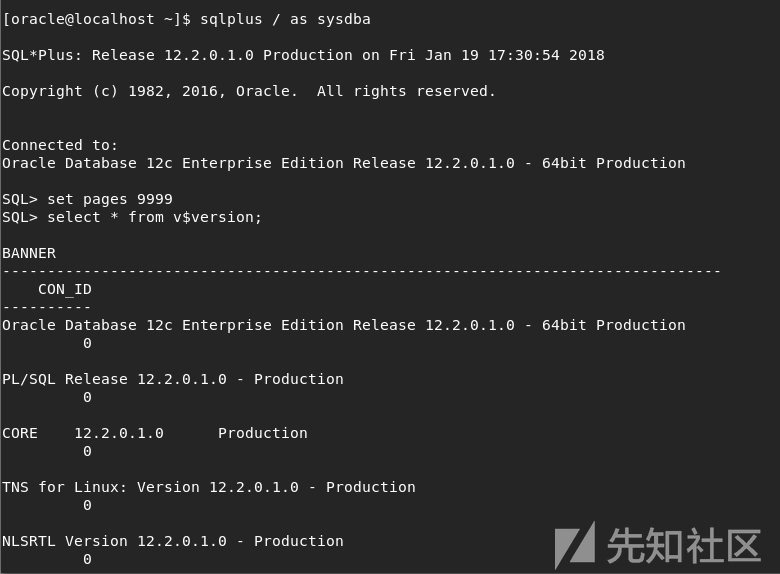 [oracle@localhost ~]$ sqlplus / as sysdba
SQL*Plus: Release 12.2.0.1.0 Production on Fri Jan 19 17:30:54 2018
Copyright (c) 1982, 2016, Oracle.  All rights reserved.
Connected to:
Oracle Database 12c Enterprise Edition Release 12.2.0.1.0 - 64bit Production
SQL> set pages 9999
SQL> select * from v$version;
BANNER
--------------------------------------------------------------------------------
    CON_ID
----------
Oracle Database 12c Enterprise Edition Release 12.2.0.1.0 - 64bit Production
         0
PL/SQL Release 12.2.0.1.0 - Production
         0
CORE    12.2.0.1.0      Production
         0
TNS for Linux: Version 12.2.0.1.0 - Production
         0
NLSRTL Version 12.2.0.1.0 - Production
         0
先知社区